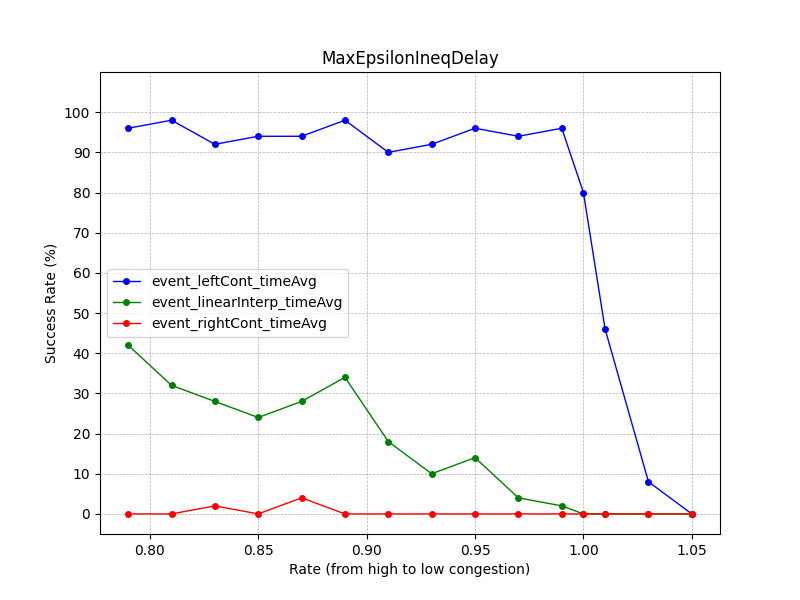 MaxEpsilonIneqDelay
100
90
80
70
60
50
40
30
20
10
0
Success Rate (%)
event_leftCont_timeAvg
event_linearInterp_timeAvg
event_rightCont_timeAvg
0.80 0.85 0.90 0.95 1.00 1.05
Rate (from high to low congestion)